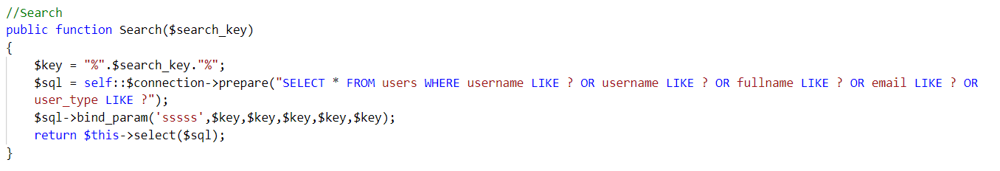 //Search
public function Search($search_key)
{
    $key = "%".$search_key."%";
    $sql = self::$connection->prepare("SELECT * FROM users WHERE username LIKE ? OR username LIKE ? OR fullname LIKE ? OR email LIKE ? OR
    user_type LIKE ?");
    $sql->bind_param('sssss',$key,$key,$key,$key,$key);
    return $this->select($sql);
}